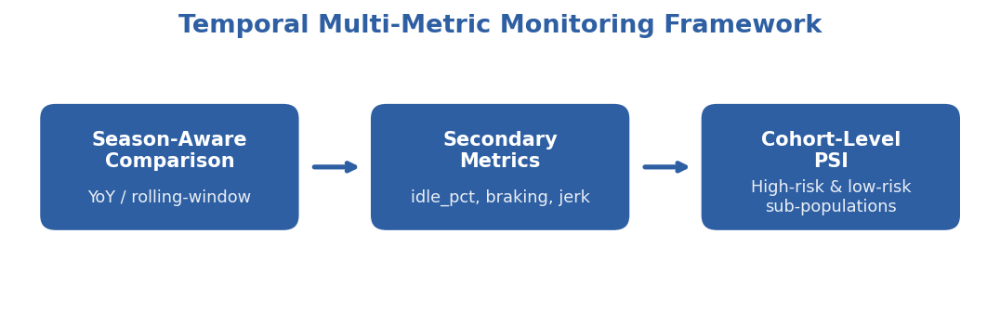 Temporal Multi-Metric Monitoring Framework
Season-Aware
Comparison
YoY / rolling-window
Secondary
Metrics
idle_pct, braking, jerk
Cohort-Level
PSI
High-risk & low-risk
sub-populations